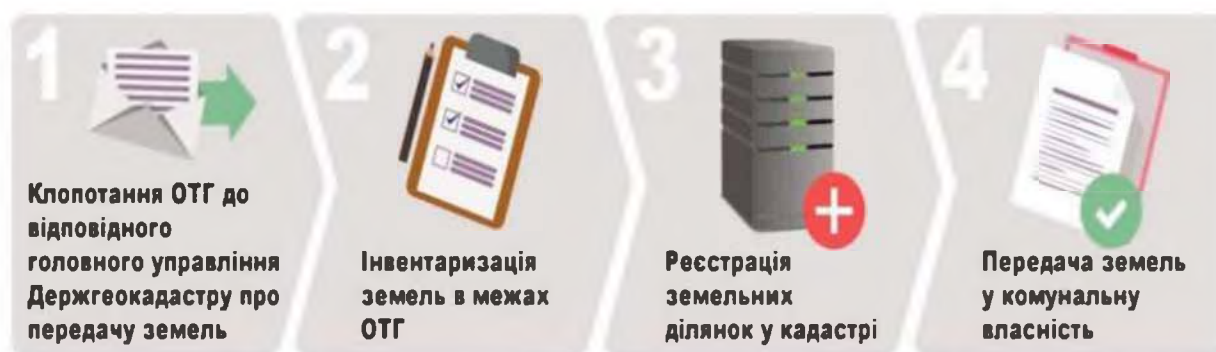 1
Клопотання ОТГ до
відповідного
головного управління
Держгеокадастру про
передачу земель
2
Інвентаризація
земель в межах
ОТГ
3
Реєстрація
земельних
ділянок у кадастрі
4
Передача земель
у комунальну
власність